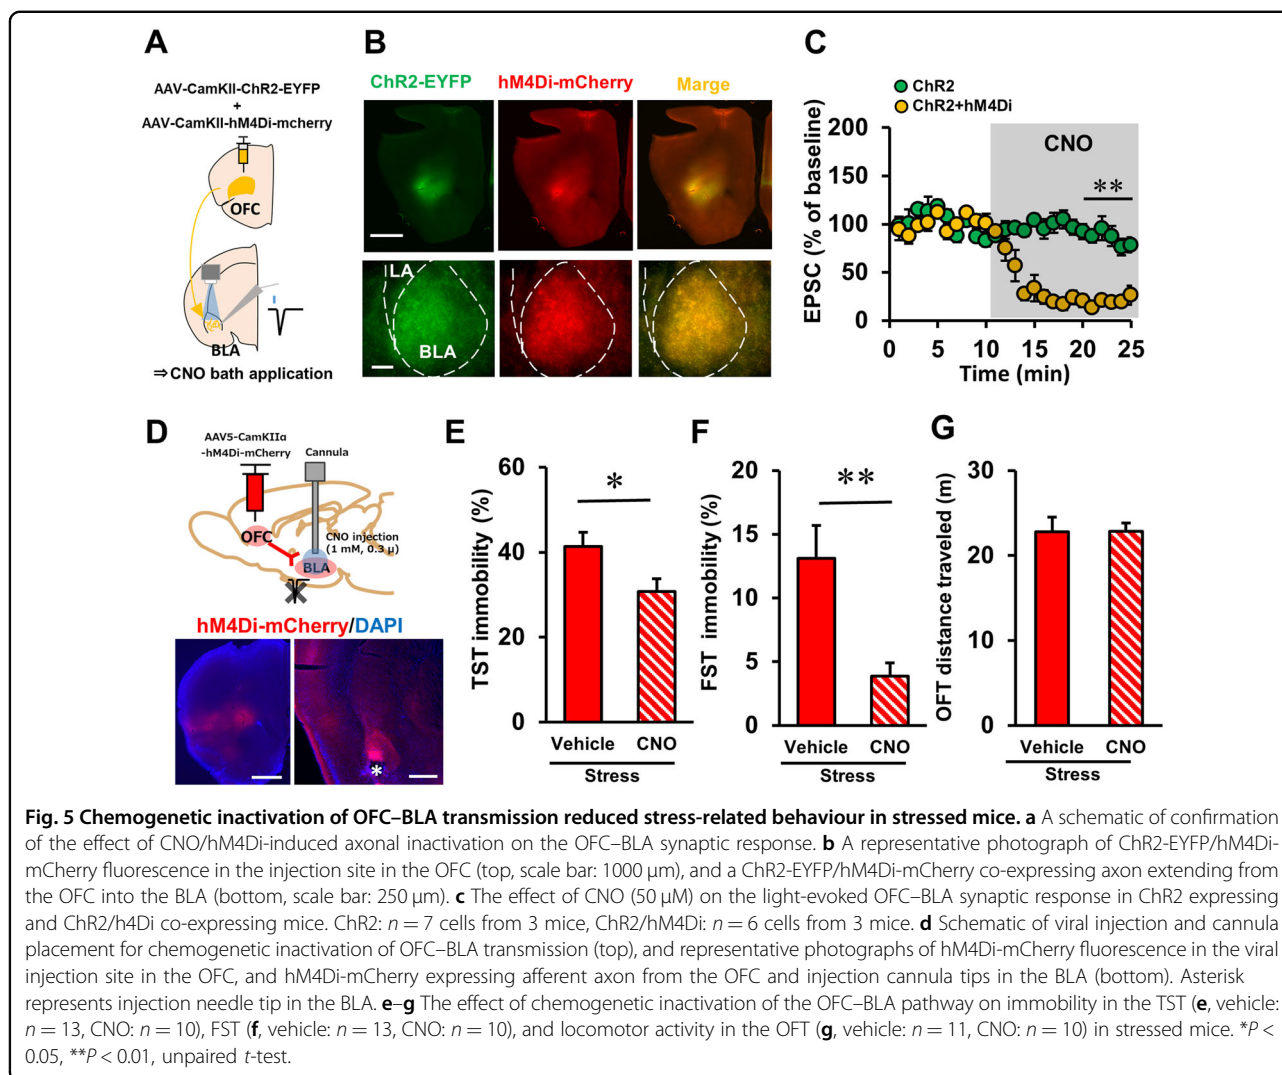 A
AAV-CamKII-ChR2-EYFP
+
AAV-CamKII-hM4Di-mcherry
OFC
BLA
⇒CNO bath application
B
ChR2-EYFP
hM4Di-mCherry
Marge
LA
BLA
C
ChR2
ChR2+hM4Di
EPSC (% of baseline)
200
150
100
50
0
CNO
**
0 5 10 15 20 25
Time (min)
D
AAV5-CamKIIα
-hM4Di-mCherry
Cannula
OFC
CNO injection
(1 mM, 0.3 μ)
BLA
hM4Di-mCherry/DAPI
*
E
TST immobility (%)
60
40
20
0
*
Vehicle CNO
Stress
F
FST immobility (%)
20
15
10
5
0
**
Vehicle CNO
Stress
G
OFT distance traveled (m)
30
20
10
0
Vehicle CNO
Stress
Fig. 5 Chemogenetic inactivation of OFC–BLA transmission reduced stress-related behaviour in stressed mice. a A schematic of confirmation
of the effect of CNO/hM4Di-induced axonal inactivation on the OFC–BLA synaptic response. b A representative photograph of ChR2-EYFP/hM4Di-
mCherry fluorescence in the injection site in the OFC (top, scale bar: 1000 μm), and a ChR2-EYFP/hM4Di-mCherry co-expressing axon extending from
the OFC into the BLA (bottom, scale bar: 250 μm). c The effect of CNO (50 μM) on the light-evoked OFC–BLA synaptic response in ChR2 expressing
and ChR2/h4Di co-expressing mice. ChR2: n = 7 cells from 3 mice, ChR2/hM4Di: n = 6 cells from 3 mice. d Schematic of viral injection and cannula
placement for chemogenetic inactivation of OFC–BLA transmission (top), and representative photographs of hM4Di-mCherry fluorescence in the viral
injection site in the OFC, and hM4Di-mCherry expressing afferent axon from the OFC and injection cannula tips in the BLA (bottom). Asterisk
represents injection needle tip in the BLA. e–g The effect of chemogenetic inactivation of the OFC–BLA pathway on immobility in the TST (e, vehicle:
n = 13, CNO: n = 10), FST (f, vehicle: n = 13, CNO: n = 10), and locomotor activity in the OFT (g, vehicle: n = 11, CNO: n = 10) in stressed mice. *P <
0.05, **P < 0.01, unpaired t-test.